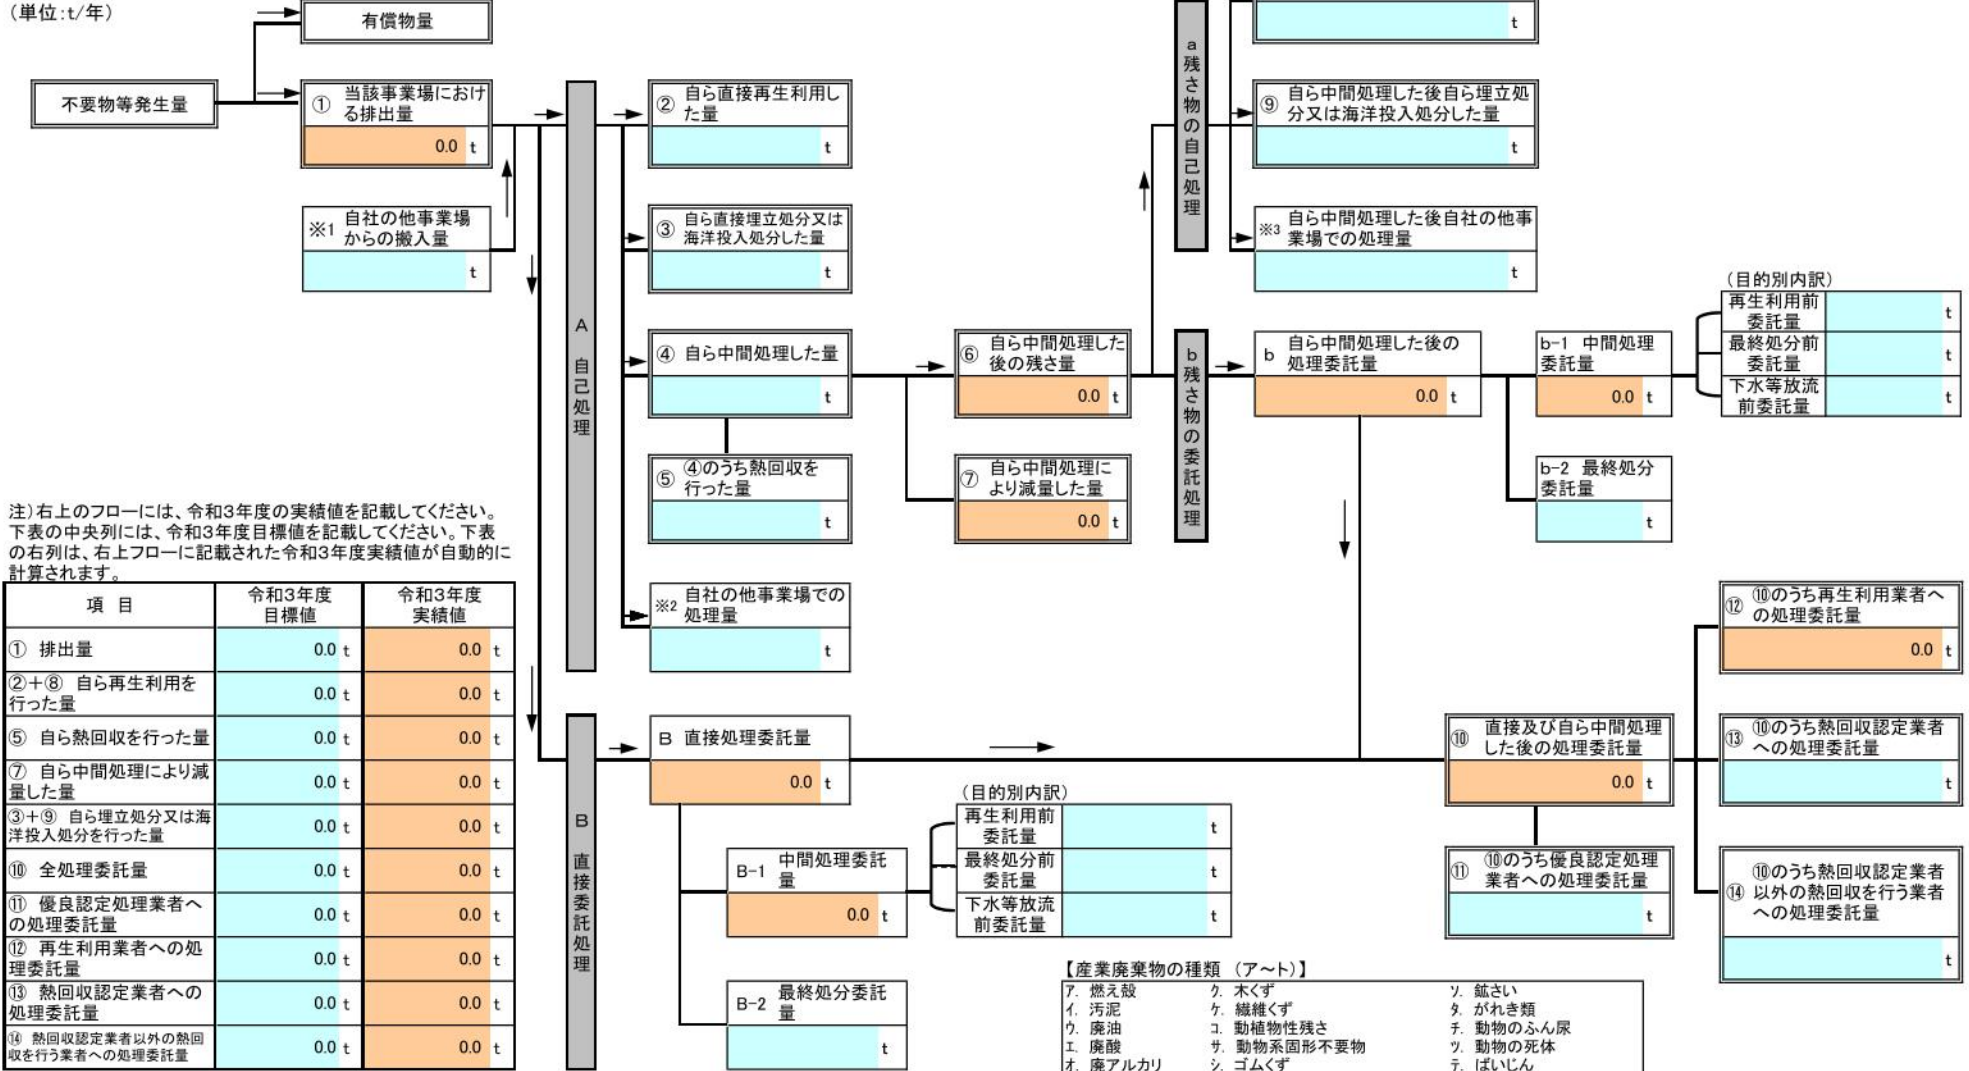 (単位:t/年)
有償物量
不要物等発生量
① 当該事業場におけ
る排出量
0.0 t
※1 自社の他事業場
からの搬入量
t
A 自己処理
② 自ら直接再生利用し
た量
t
③ 自ら直接埋立処分又は
海洋投入処分した量
t
④ 自ら中間処理した量
t
⑤ ④のうち熱回収を
行った量
t
※2 自社の他事業場での
処理量
t
⑥ 自ら中間処理した
後の残さ量
0.0 t
⑦ 自ら中間処理に
より減量した量
0.0 t
a 残さ物の自己処理
t
⑨ 自ら中間処理した後自ら埋立処
分又は海洋投入処分した量
t
※3 自ら中間処理した後自社の他事
業場での処理量
t
b 残さ物の委託処理
b 自ら中間処理した後の
処理委託量
0.0 t
b-1 中間処理
委託量
0.0 t
(目的別内訳)
再生利用前
委託量
t
最終処分前
委託量
t
下水等放流
前委託量
t
b-2 最終処分
委託量
t
注)右上のフローには、令和3年度の実績値を記載してください。
下表の中央列には、令和3年度目標値を記載してください。下表
の右列は、右上フローに記載された令和3年度実績値が自動的に
計算されます。
項 目
令和3年度
目標値
令和3年度
実績値
① 排出量
0.0 t 0.0 t
②+⑧ 自ら再生利用を
行った量
0.0 t 0.0 t
⑤ 自ら熱回収を行った量
0.0 t 0.0 t
⑦ 自ら中間処理により減
量した量
0.0 t 0.0 t
③+⑨ 自ら埋立処分又は海
洋投入処分を行った量
0.0 t 0.0 t
⑩ 全処理委託量
0.0 t 0.0 t
⑪ 優良認定処理業者へ
の処理委託量
0.0 t 0.0 t
⑫ 再生利用業者への処
理委託量
0.0 t 0.0 t
⑬ 熱回収認定業者への
処理委託量
0.0 t 0.0 t
⑭ 熱回収認定業者以外の熱回
収を行う業者への処理委託量
0.0 t 0.0 t
B 直接委託処理
B 直接処理委託量
0.0 t
B-1 中間処理委託
量
0.0 t
(目的別内訳)
再生利用前
委託量
t
最終処分前
委託量
t
下水等放流
前委託量
t
B-2 最終処分委託
量
t
⑩ 直接及び自ら中間処理
した後の処理委託量
0.0 t
⑪ ⑩のうち優良認定処理
業者への処理委託量
t
⑫ ⑩のうち再生利用業者へ
の処理委託量
0.0 t
⑬ ⑩のうち熱回収認定業者
への処理委託量
t
⑭ ⑩のうち熱回収認定業者
以外の熱回収を行う業者
への処理委託量
t
【産業廃棄物の種類 (ア~ト)】
ア. 燃え殻 ク. 木くず ソ. 鉱さい
イ. 汚泥 ケ. 繊維くず タ. がれき類
ウ. 廃油 コ. 動植物性残さ チ. 動物のふん尿
エ. 廃酸 サ. 動物系固形不要物 ツ. 動物の死体
オ. 廃アルカリ シ. ゴムくず テ. ばいじん